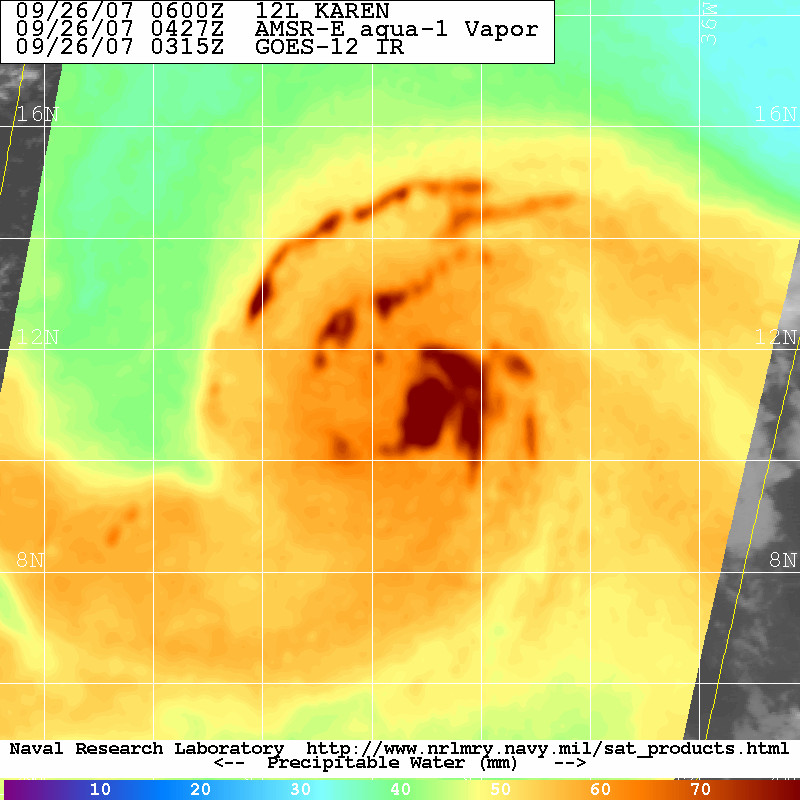 09/26/07 0600Z 12L KAREN
09/26/07 0427Z AMSR-E aqua-1 Vapor
09/26/07 0315Z GOES-12 IR
36W
16N 16N
12N 12N
8N 8N
Naval Research Laboratory http://www.nrlmry.navy.mil/sat_products.html
<-- Precipitable Water (mm) -->
10 20 30 40 50 60 70